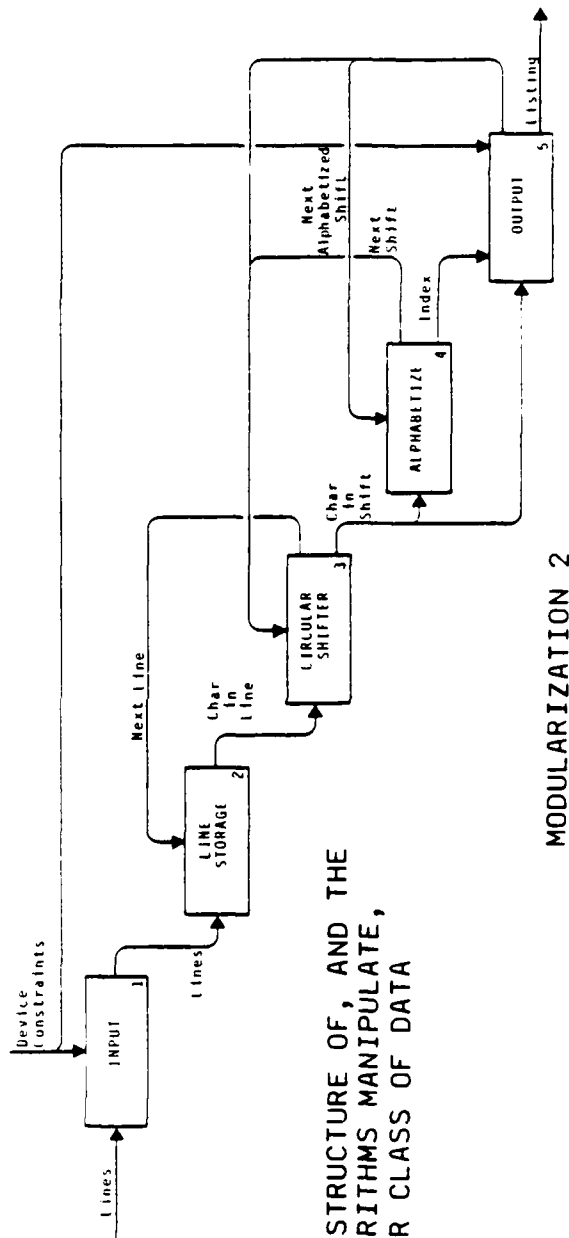 Device
Constraints
Lines
INPUT
1
Lines
Next Line
LINE
STORAGE
2
Char
in
Line
CIRCULAR
SHIFTER
3
Char
in
Shift
Next
Alphabetized
Shift
Next
Shift
ALPHABETIZE
4
Index
OUTPUT
5
Listing
STRUCTURE OF, AND THE
RITHMS MANIPULATE,
R CLASS OF DATA
MODULARIZATION 2